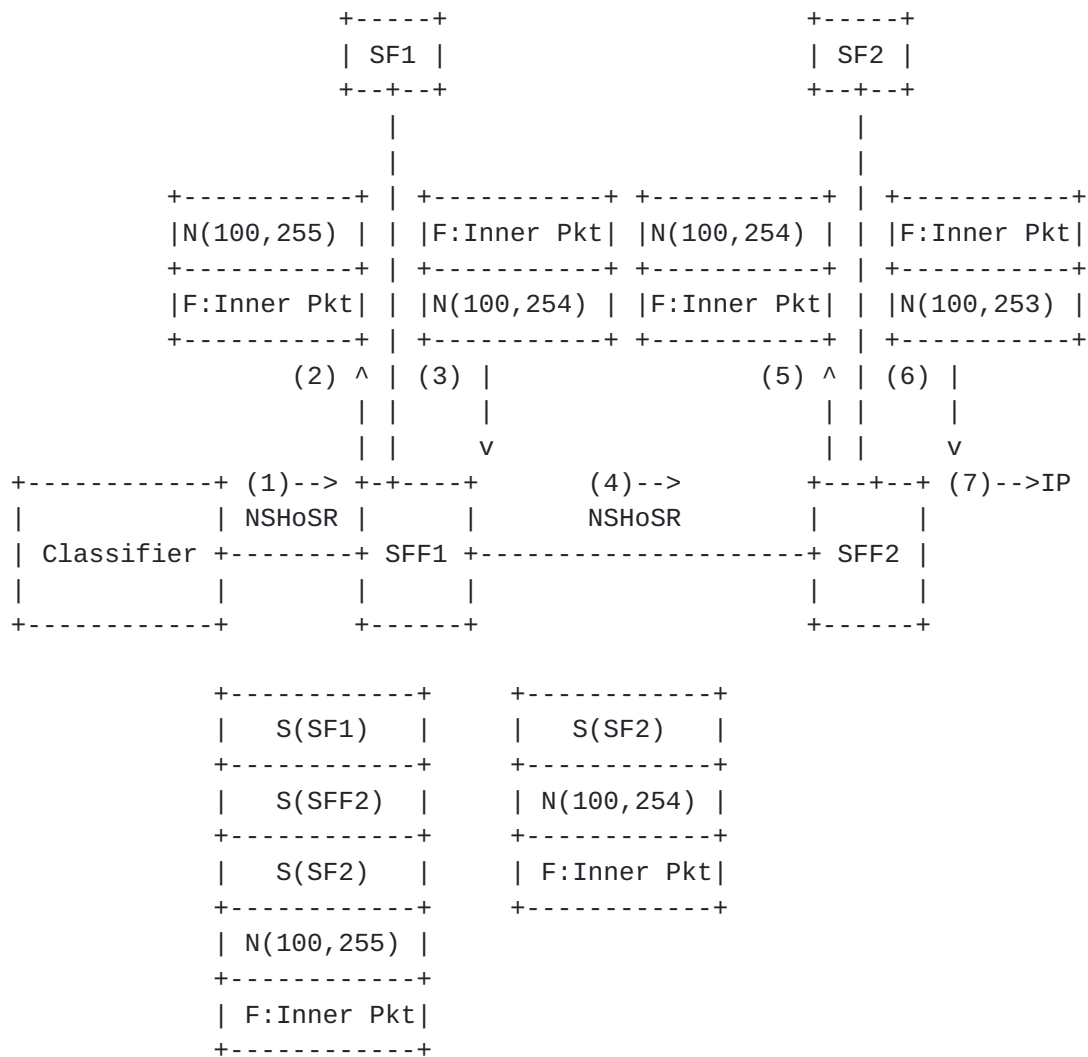 SF1 SF2
N(100,255) F:Inner Pkt N(100,254) F:Inner Pkt
F:Inner Pkt N(100,254) F:Inner Pkt N(100,253)
(2) ^ (3) (5) ^ (6)
v v
(1)--> (4)--> (7)-->IP
NSHoSR NSHoSR
Classifier SFF1 SFF2
S(SF1) S(SF2)
S(SFF2) N(100,254)
S(SF2) F:Inner Pkt
N(100,255)
F:Inner Pkt